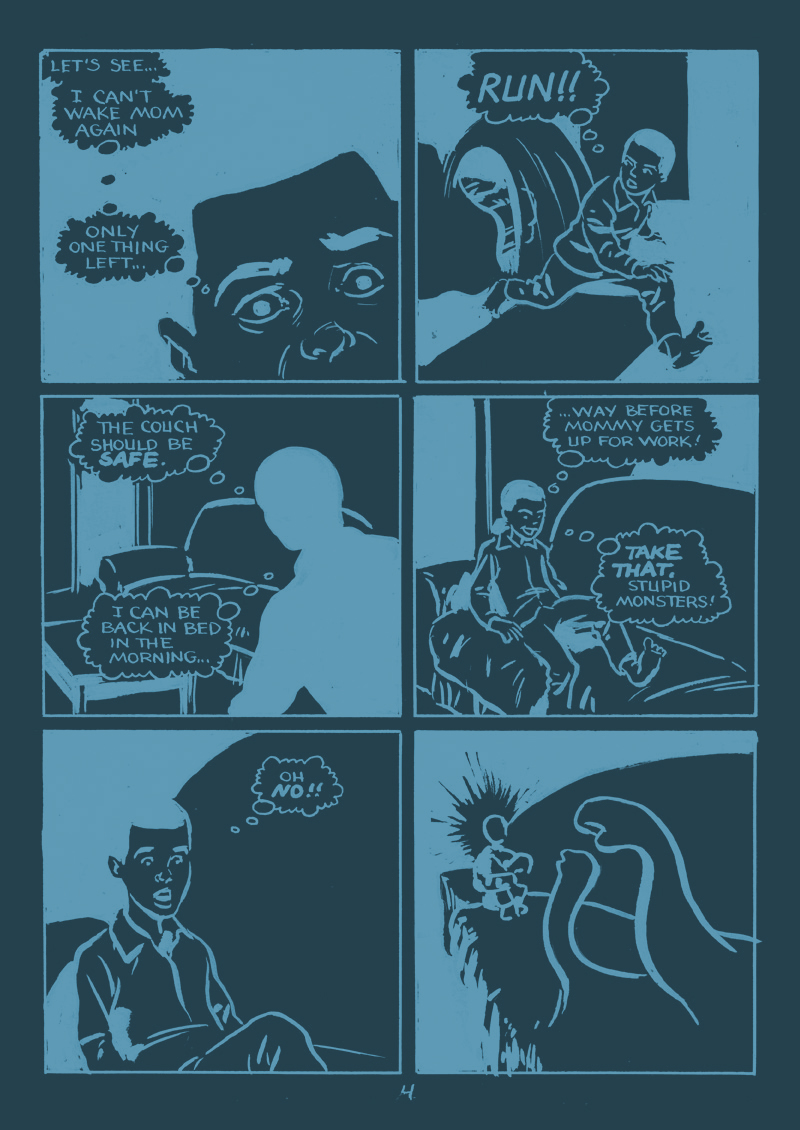 LET'S SEE...
I CAN'T
WAKE MOM
AGAIN
ONLY
ONE THING
LEFT...
RUN!!
THE COUCH
SHOULD BE
SAFE.
I CAN BE
BACK IN BED
IN THE
MORNING...
...WAY BEFORE
MOMMY GETS
UP FOR WORK!
TAKE
THAT,
STUPID
MONSTERS!
OH
NO!!
4